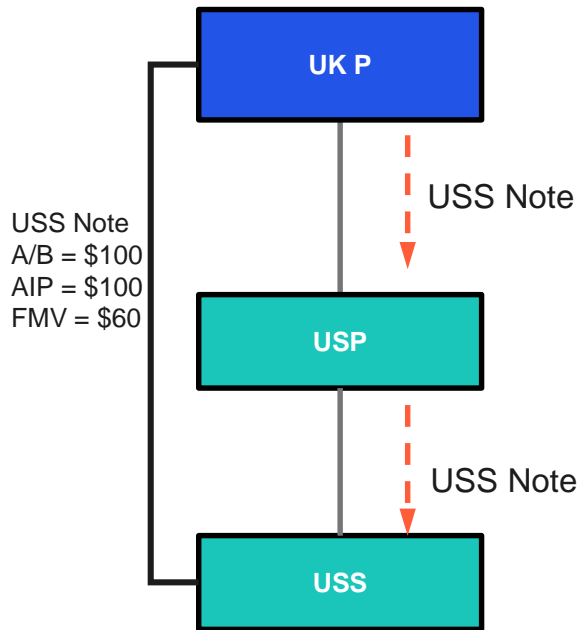 UK P
USS Note
USS Note
A/B = $100
AIP = $100
FMV = $60
USP
USS Note
USS